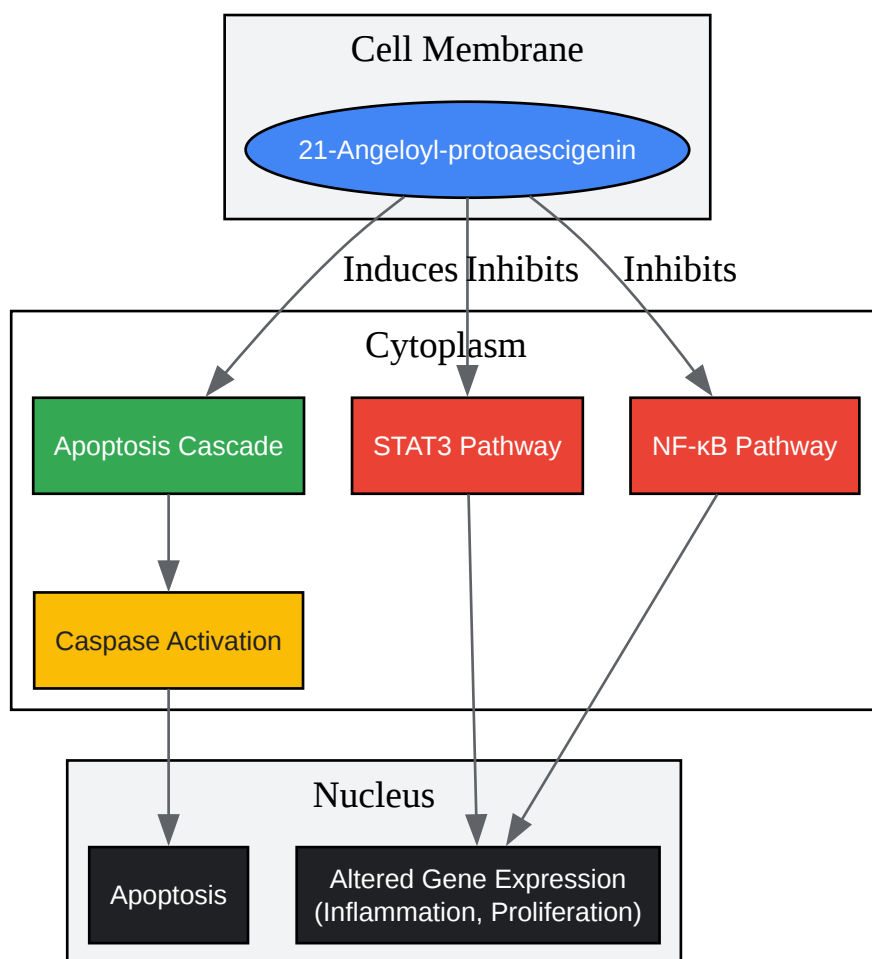 Cell Membrane
21-Angeloyl-protoaescigenin
Induces
Inhibits
Inhibits
Cytoplasm
Apoptosis Cascade
STAT3 Pathway
NF-κB Pathway
Caspase Activation
Nucleus
Apoptosis
Altered Gene Expression
(Inflammation, Proliferation)